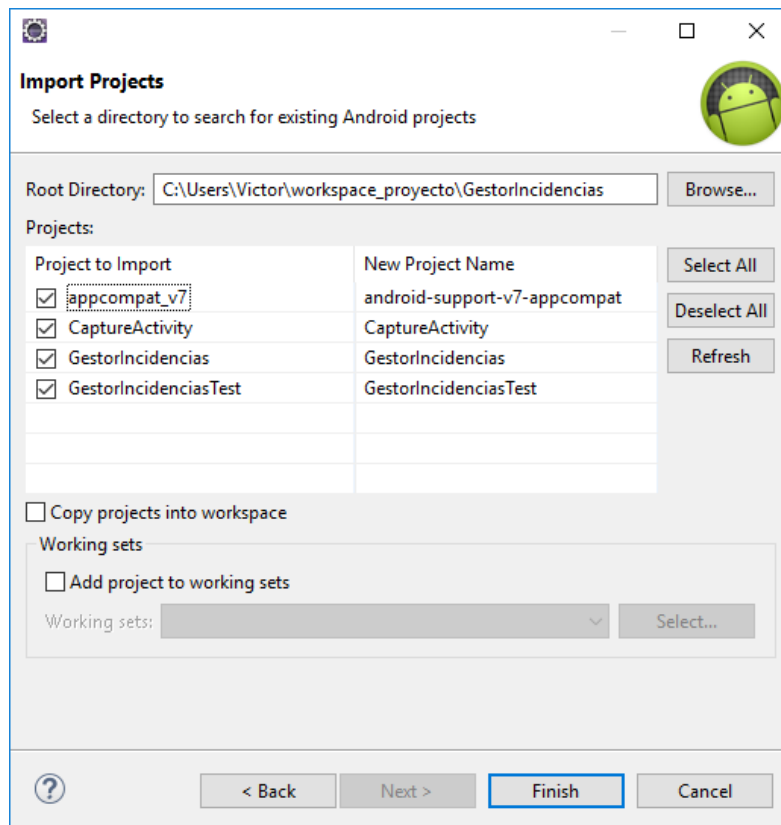 Import Projects
Select a directory to search for existing Android projects
Root Directory: C:\Users\Victor\workspace_proyecto\GestorIncidencias Browse...
Projects:
Project to Import New Project Name Select All
appcompat_v7 android-support-v7-appcompat Deselect All
CaptureActivity CaptureActivity
GestorIncidencias GestorIncidencias Refresh
GestorIncidenciasTest GestorIncidenciasTest
Copy projects into workspace
Working sets
Add project to working sets
Working sets: Select...
? < Back Next > Finish Cancel